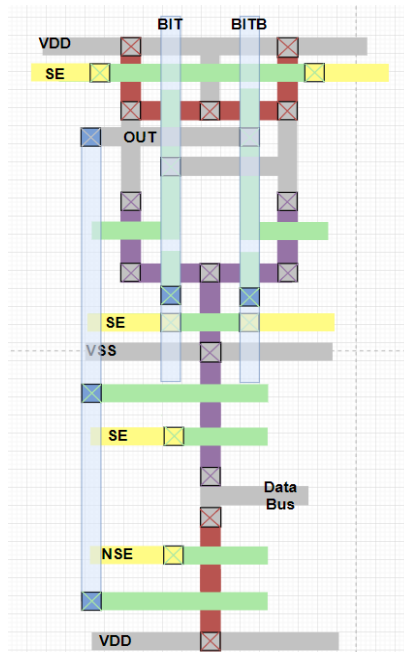 BIT BITB
VDD
SE
OUT
SE
VSS
SE
Data
Bus
NSE
VDD